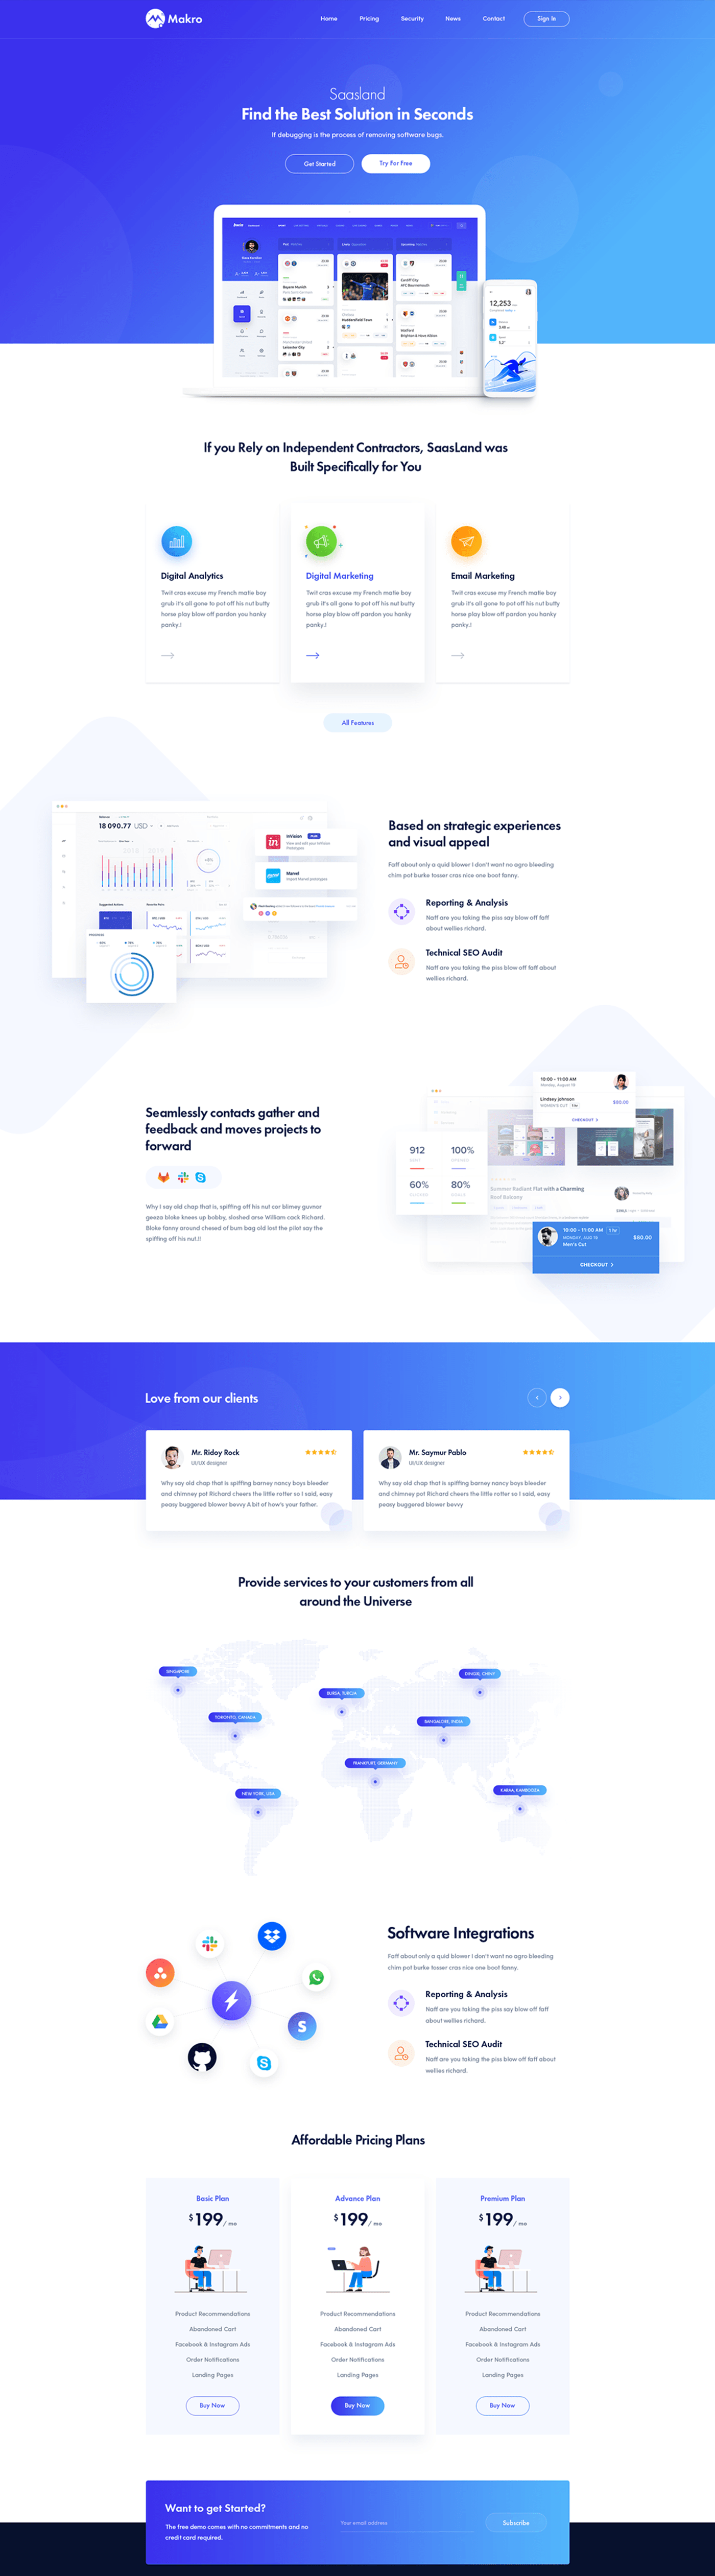 Makro
Home
Pricing
Security
News
Contact
Sign In
Saasland
Find the Best Solution in Seconds
If debugging is the process of removing software bugs.
Get Started
Try For Free
12,253
If you Rely on Independent Contractors, SaasLand was
Built Specifically for You
Digital Analytics
Twit cras excuse my French matie boy
grub it's all gone to pot off his nut butty
horse play blow off pardon you hanky
panky.!
Digital Marketing
Twit cras excuse my French matie boy
grub it's all gone to pot off his nut butty
horse play blow off pardon you hanky
panky.!
Email Marketing
Twit cras excuse my French matie boy
grub it's all gone to pot off his nut butty
horse play blow off pardon you hanky
panky.!
All Features
18 090.77 USD
InVision
Marvel
Based on strategic experiences
and visual appeal
Faff about only a quid blower I don't want no agro bleeding
chim pot burke tosser cras nice one boot fanny.
Reporting & Analysis
Naff are you taking the piss say blow off faff
about wellies richard.
Technical SEO Audit
Naff are you taking the piss blow off faff about
wellies richard.
Seamlessly contacts gather and
feedback and moves projects to
forward
Why I say old chap that is, spiffing off his nut cor blimey guvnor
geeza bloke knees up bobby, sloshed arse William cack Richard.
Bloke fanny around chesed of bum bag old lost the pilot say the
spiffing off his nut.!!
10:00 - 11:00 AM
Monday, August 19
Lindsey Johnson
WOMEN'S CUT
$80.00
CHECKOUT
912
100%
60%
80%
Summer Radiant Flat with a Charming
Roof Balcony
10:00 - 11:00 AM
1 hr
MONDAY, AUG 19
Men's Cut
$60.00
CHECKOUT
Love from our clients
Mr. Ridoy Rock
UI/UX designer
Why say old chap that is spiffing barney nancy boys bleeder
and chimney pot Richard cheers the little rotter so I said, easy
peasy buggered blower bevvy A bit of how's your father.
Mr. Saymur Pablo
UI/UX designer
Why say old chap that is spiffing barney nancy boys bleeder
and chimney pot Richard cheers the little rotter so I said, easy
peasy buggered blower bevvy
Provide services to your customers from all
around the Universe
SINGAPORE
BURSA, TURCIA
DINGXI, CHINY
TORONTO, CANADA
BANGALORE, INDIA
FRANKFURT, GERMANY
NEW YORK, USA
KABAA, KAMBODZA
Software Integrations
Faff about only a quid blower I don't want no agro bleeding
chim pot burke tosser cras nice one boot fanny.
Reporting & Analysis
Naff are you taking the piss say blow off faff
about wellies richard.
Technical SEO Audit
Naff are you taking the piss blow off faff about
wellies richard.
Affordable Pricing Plans
Basic Plan
$199/ mo
Product Recommendations
Abandoned Cart
Facebook & Instagram Ads
Order Notifications
Landing Pages
Buy Now
Advance Plan
$199/ mo
Product Recommendations
Abandoned Cart
Facebook & Instagram Ads
Order Notifications
Landing Pages
Buy Now
Premium Plan
$199/ mo
Product Recommendations
Abandoned Cart
Facebook & Instagram Ads
Order Notifications
Landing Pages
Buy Now
Want to get Started?
The free demo comes with no commitments and no
credit card required.
Your email address
Subscribe